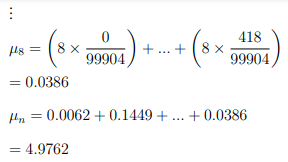 ⋮
μ₈ = (8 × 0/99904) + ... + (8 × 418/99904)
= 0.0386
μₙ = 0.0062 + 0.1449 + ... + 0.0386
= 4.9762